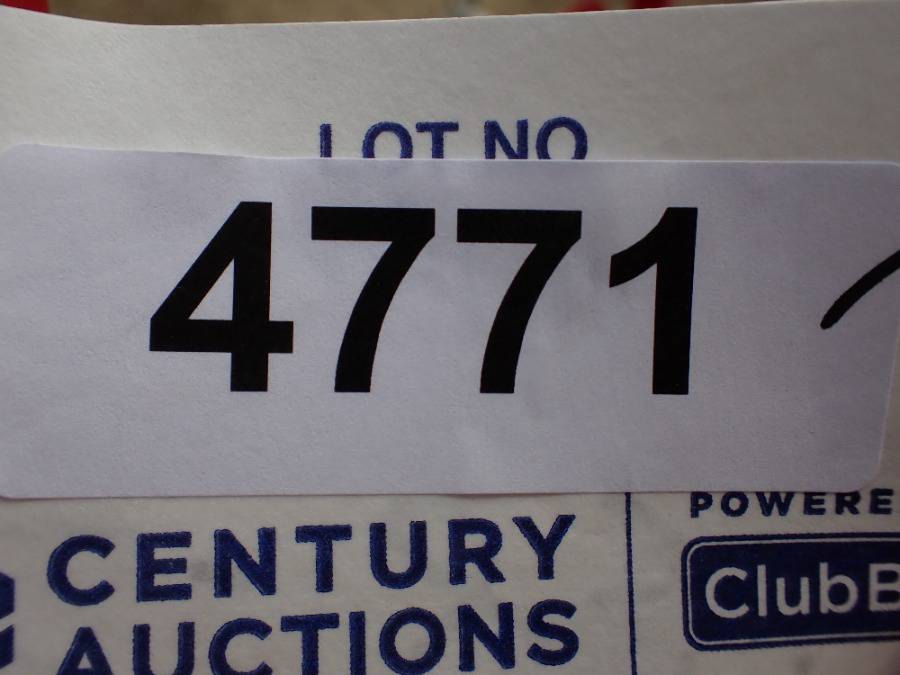 LOT NO
4771
CENTURY
AUCTIONS
POWERE
ClubB